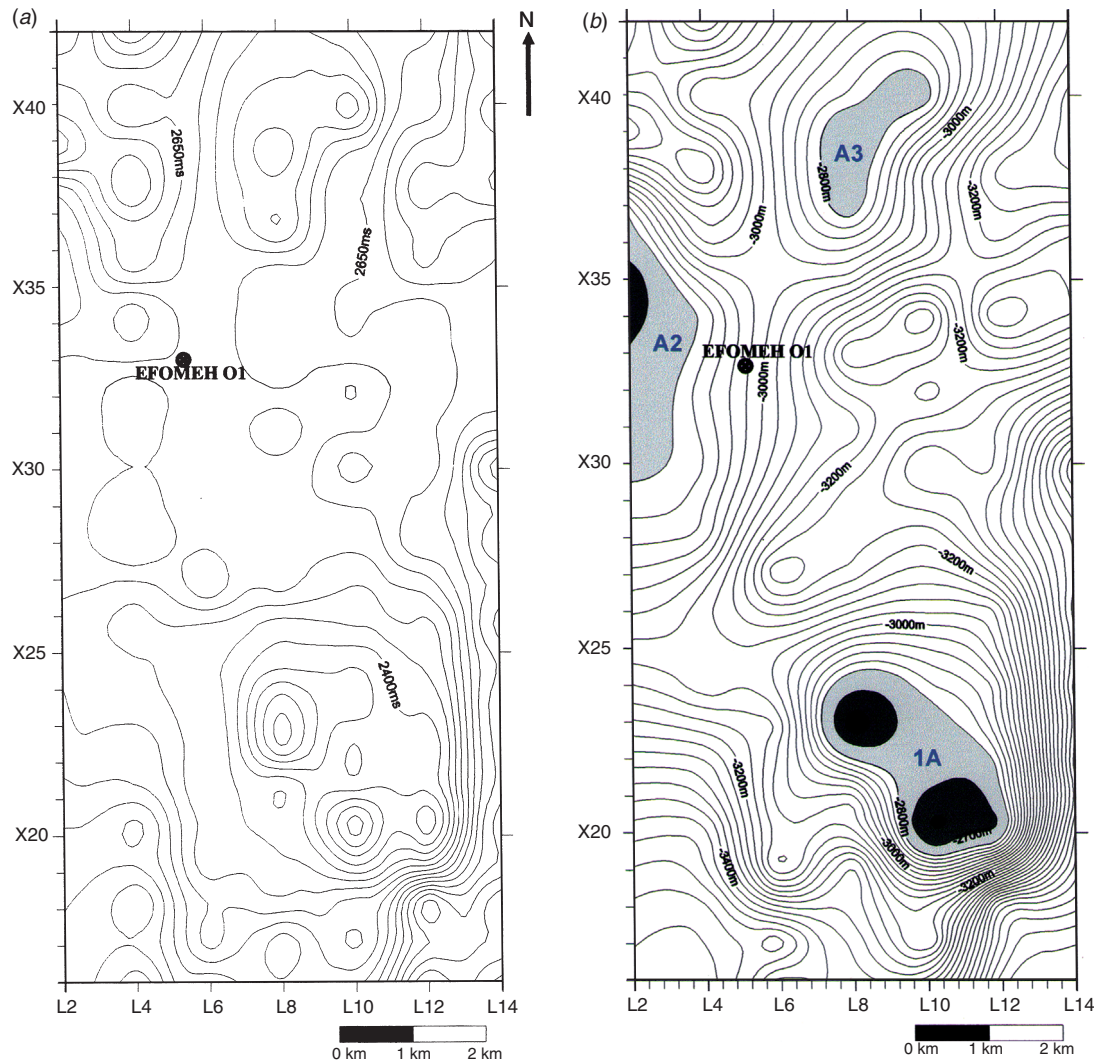 (a)
N
(b)
X40
X35
X30
X25
X20
2650ms
2650ms
EFOMEH O1
2400ms
L2 L4 L6 L8 L10 L12 L14
0 km 1 km 2 km
X40
X35
X30
X25
X20
-3000m
A3
-2800m
-3200m
-3000m
A2
-3200m
EFOMEH O1
-3000m
-3200m
-3200m
-3000m
1A
-3200m
-2800m
-2700m
-3000m
-3400m
-3200m
L2 L4 L6 L8 L10 L12 L14
0 km 1 km 2 km